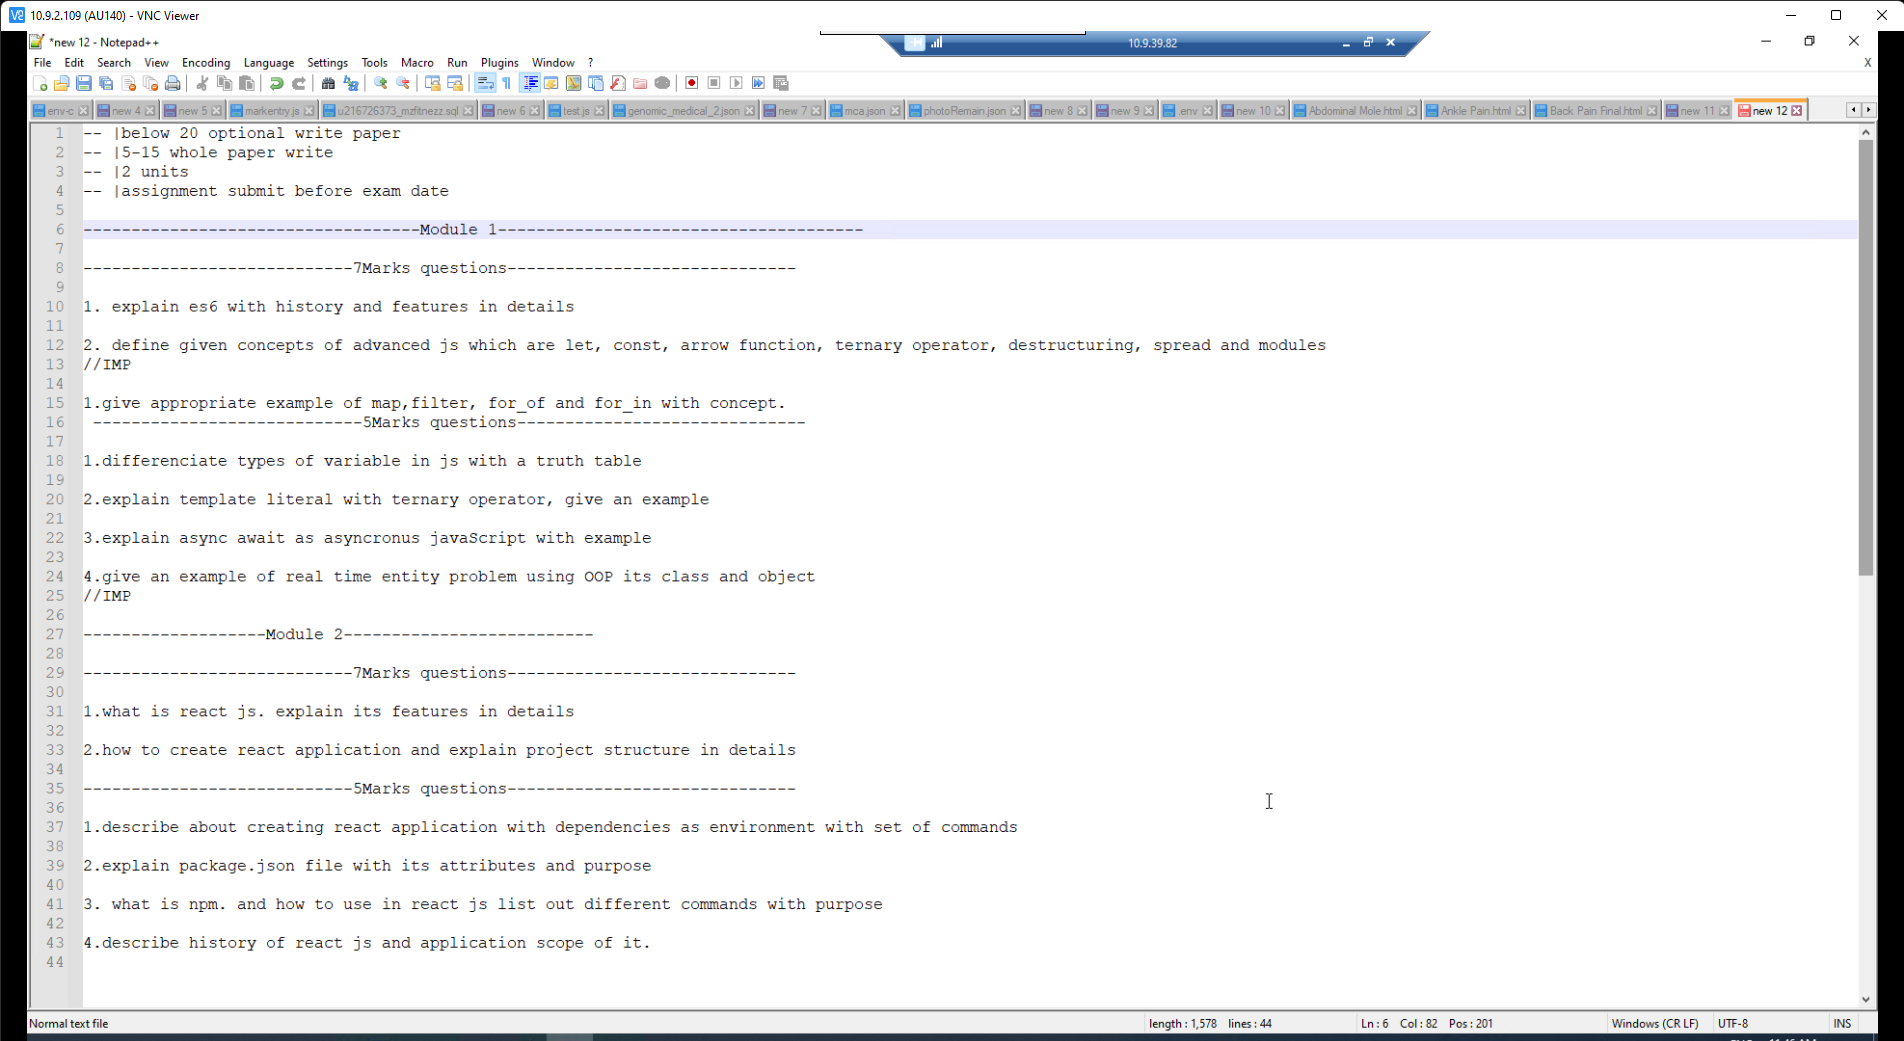 10.9.2.109 (AU140) - VNC Viewer
*new 12 - Notepad++
10.9.39.82
File Edit Search View Encoding Language Settings Tools Macro Run Plugins Window ?
X
env-c new 4 new 5 markentry.js u216726373_mzfitnezz.sql new 6 test.js genomic_medical_2.json new 7 mca.json photoRemain.json new 8 new 9 .env new 10 Abdominal Mole.html Ankle Pain.html Back Pain Final.html new 11 new 12
1 -- |below 20 optional write paper
2 -- |5-15 whole paper write
3 -- |2 units
4 -- |assignment submit before exam date
5
6 -----------------------------------Module 1--------------------------------------
7
8 ----------------------------7Marks questions------------------------------
9
10 1. explain es6 with history and features in details
11
12 2. define given concepts of advanced js which are let, const, arrow function, ternary operator, destructuring, spread and modules
13 //IMP
14
15 1.give appropriate example of map,filter, for_of and for_in with concept.
16 ----------------------------5Marks questions------------------------------
17
18 1.differenciate types of variable in js with a truth table
19
20 2.explain template literal with ternary operator, give an example
21
22 3.explain async await as asyncronus javaScript with example
23
24 4.give an example of real time entity problem using OOP its class and object
25 //IMP
26
27 -------------------Module 2--------------------------
28
29 ----------------------------7Marks questions------------------------------
30
31 1.what is react js. explain its features in details
32
33 2.how to create react application and explain project structure in details
34
35 ----------------------------5Marks questions------------------------------
36
37 1.describe about creating react application with dependencies as environment with set of commands
38
39 2.explain package.json file with its attributes and purpose
40
41 3. what is npm. and how to use in react js list out different commands with purpose
42
43 4.describe history of react js and application scope of it.
44
Normal text file length : 1,578 lines : 44 Ln : 6 Col : 82 Pos : 201 Windows (CR LF) UTF-8 INS